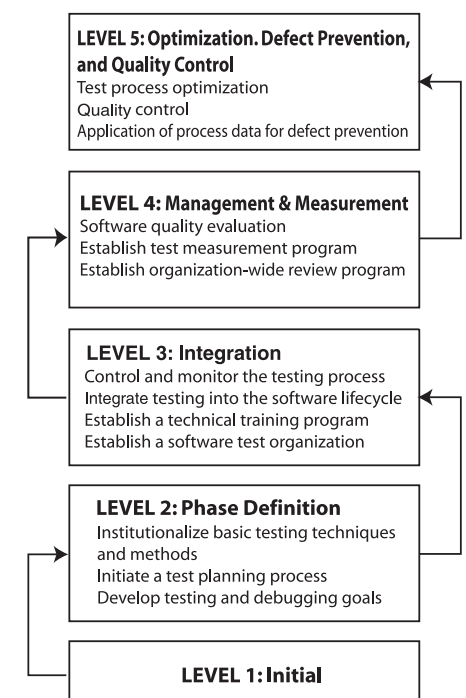 LEVEL 5: Optimization. Defect Prevention,
and Quality Control
Test process optimization
Quality control
Application of process data for defect prevention
LEVEL 4: Management & Measurement
Software quality evaluation
Establish test measurement program
Establish organization-wide review program
LEVEL 3: Integration
Control and monitor the testing process
Integrate testing into the software lifecycle
Establish a technical training program
Establish a software test organization
LEVEL 2: Phase Definition
Institutionalize basic testing techniques
and methods
Initiate a test planning process
Develop testing and debugging goals
LEVEL 1: Initial